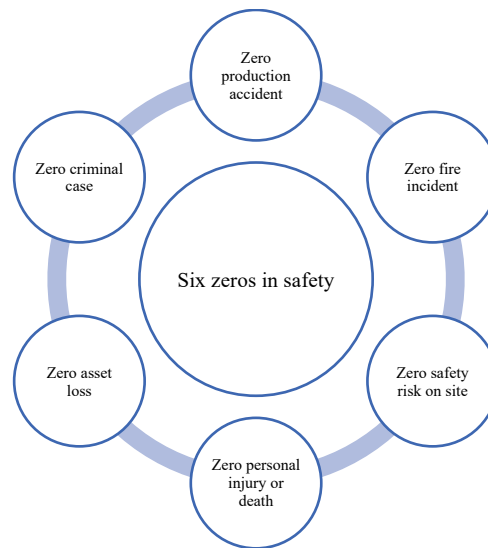 Zero
production
accident
Zero criminal
case
Zero fire
incident
Six zeros in safety
Zero asset
loss
Zero safety
risk on site
Zero personal
injury or
death